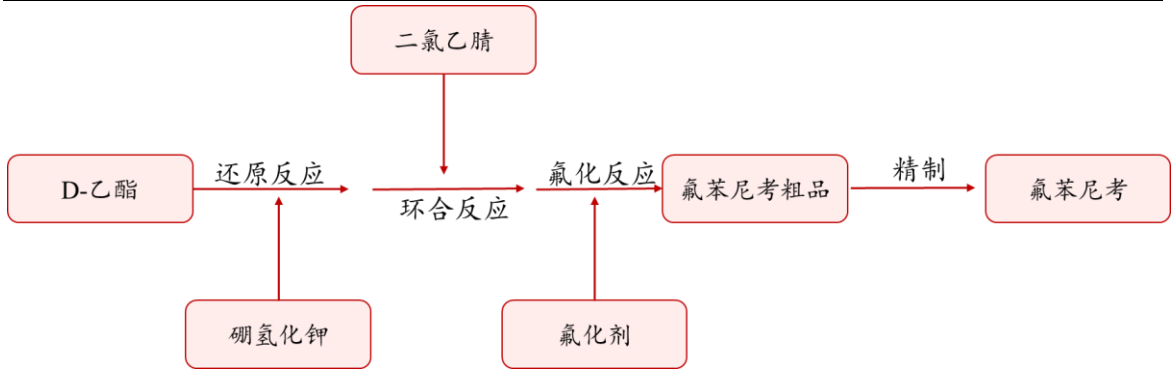 二氯乙腈
D-乙酯
还原反应
环合反应
氟化反应
氟苯尼考粗品
精制
氟苯尼考
硼氢化钾
氟化剂